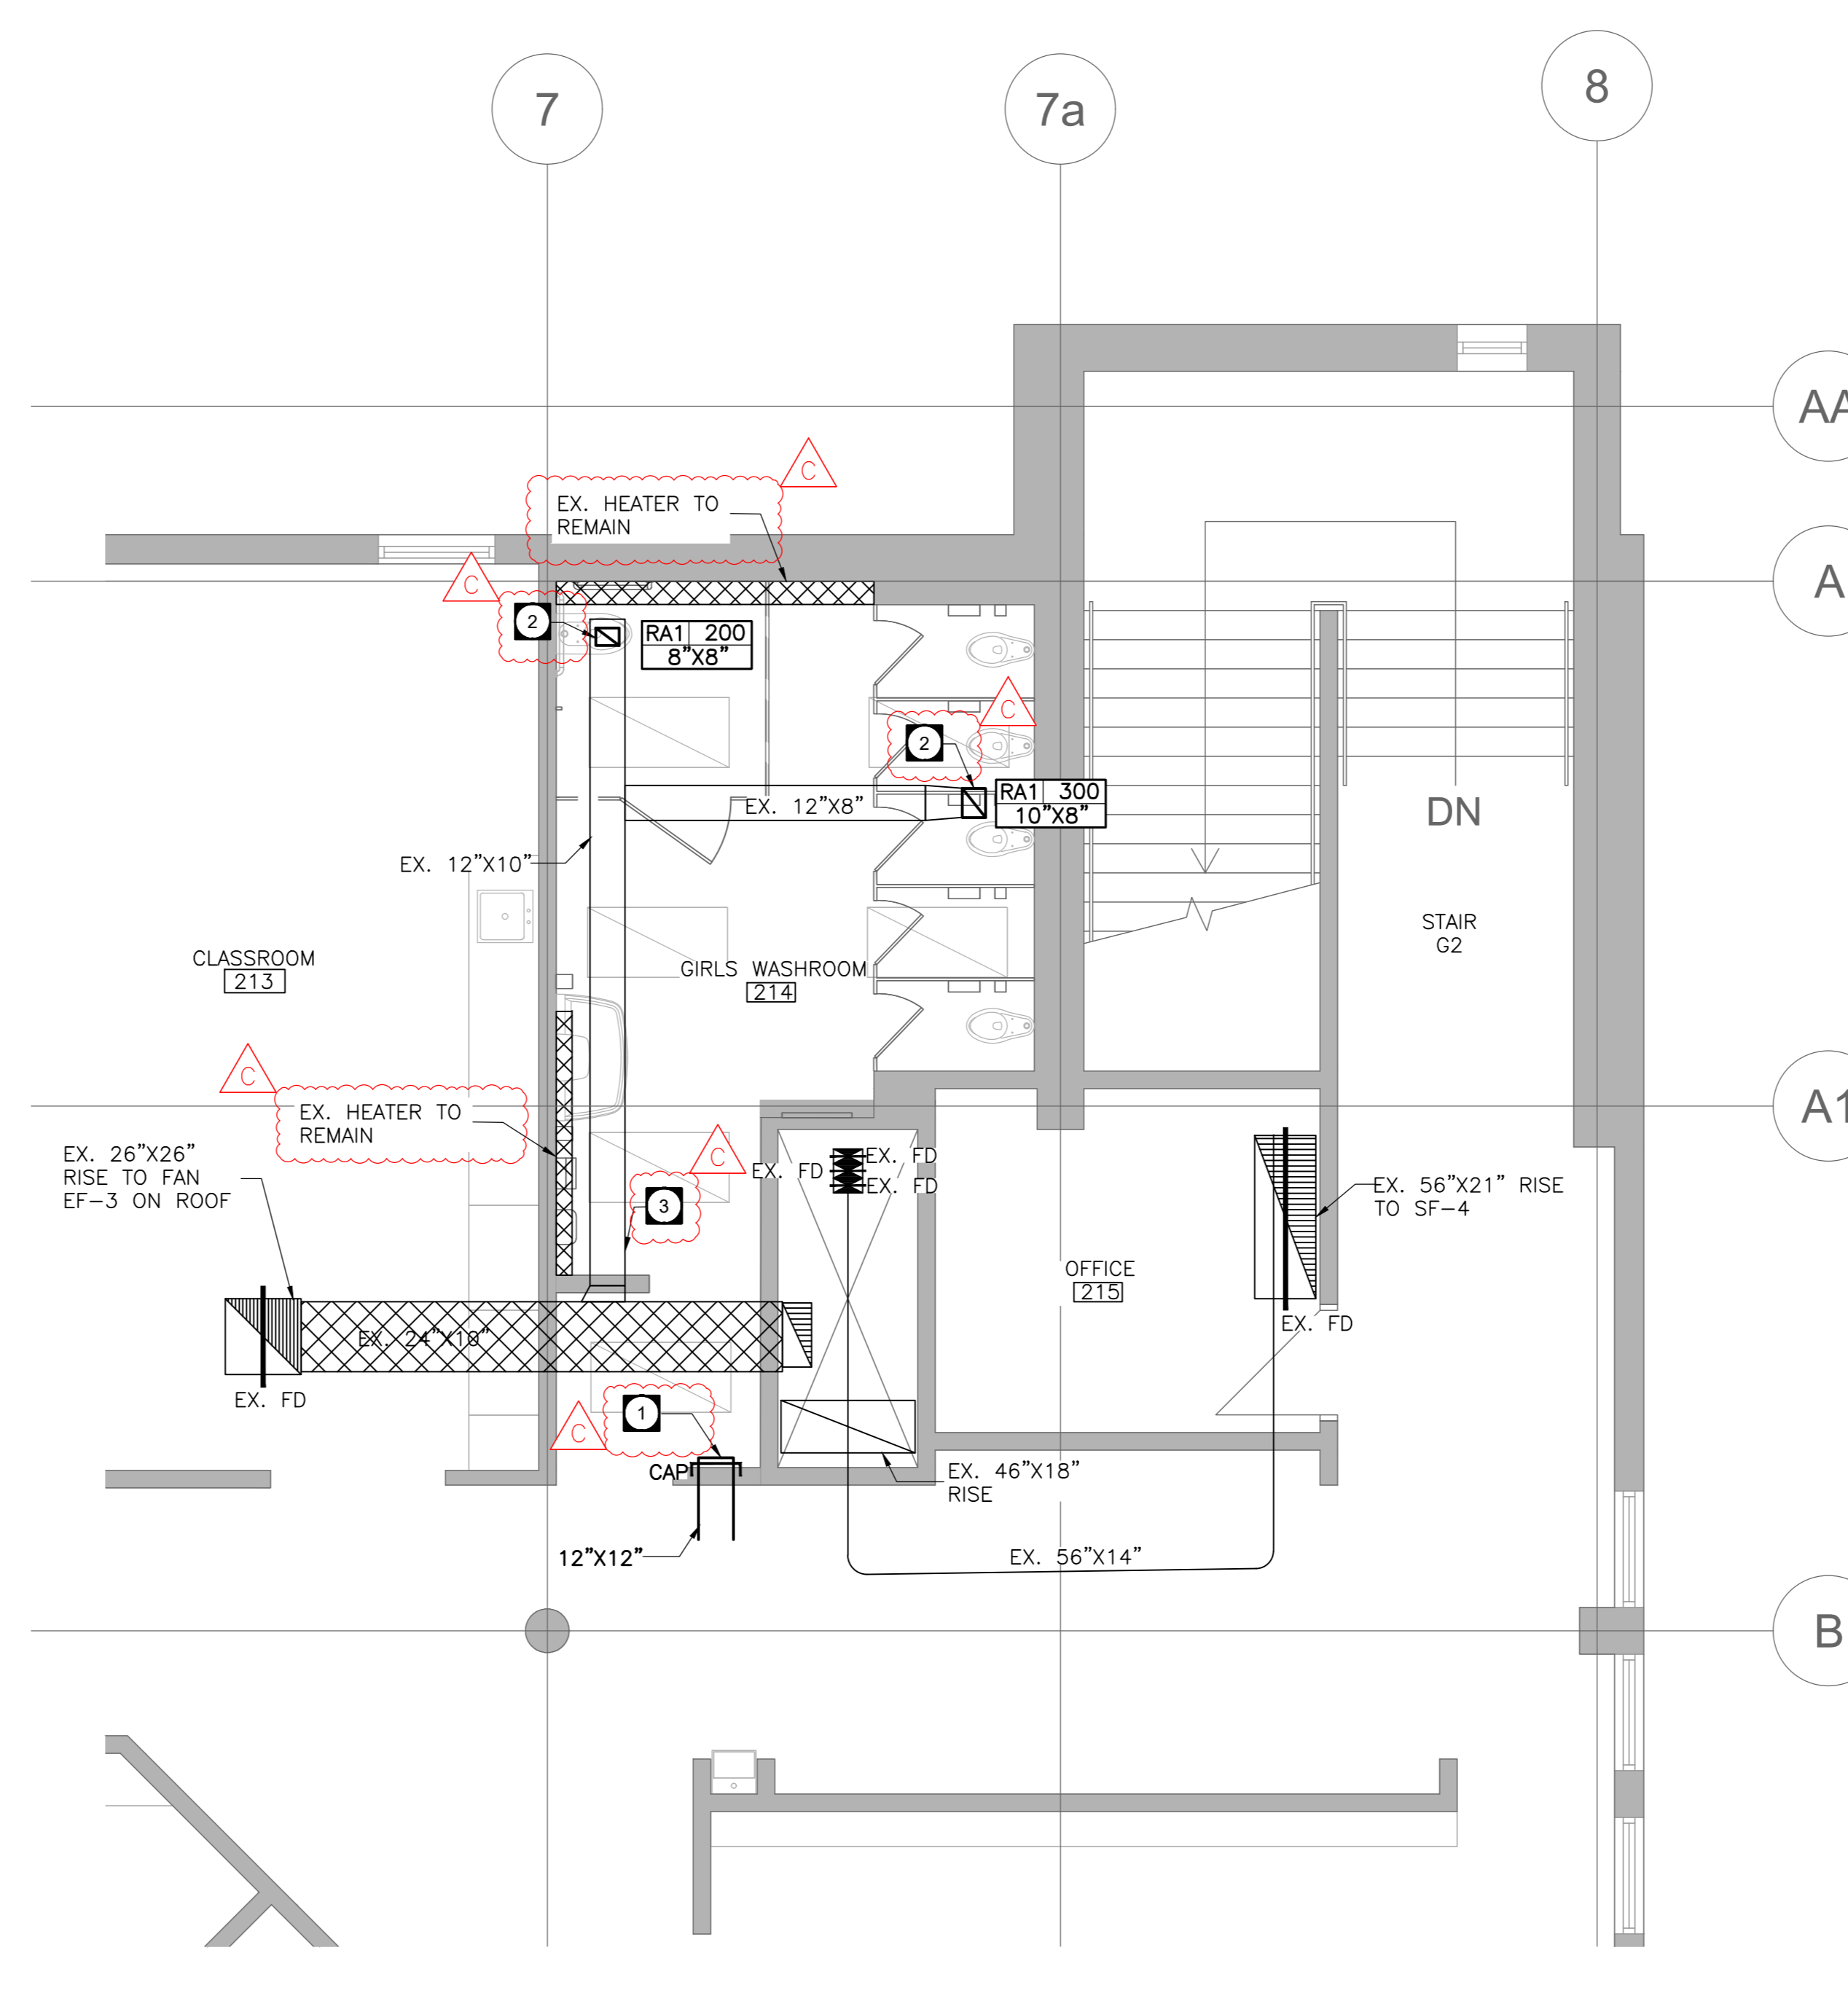 7
7a
8
AA
C
EX. HEATER TO
REMAIN
A
C
2
RA1 200
8"X8"
C
2
RA1 300
10"X8"
EX. 12"X8"
DN
EX. 12"X10"
STAIR
G2
CLASSROOM
213
GIRLS WASHROOM
214
C
EX. HEATER TO
REMAIN
A1
EX. 26"X26"
RISE TO FAN
EF-3 ON ROOF
C
3
EX. FD
EX. FD
EX. FD
EX. 56"X21" RISE
TO SF-4
OFFICE
215
EX. FD
EX. 24"X10"
EX. FD
C
1
CAP
EX. 46"X18"
RISE
12"X12"
EX. 56"X14"
B